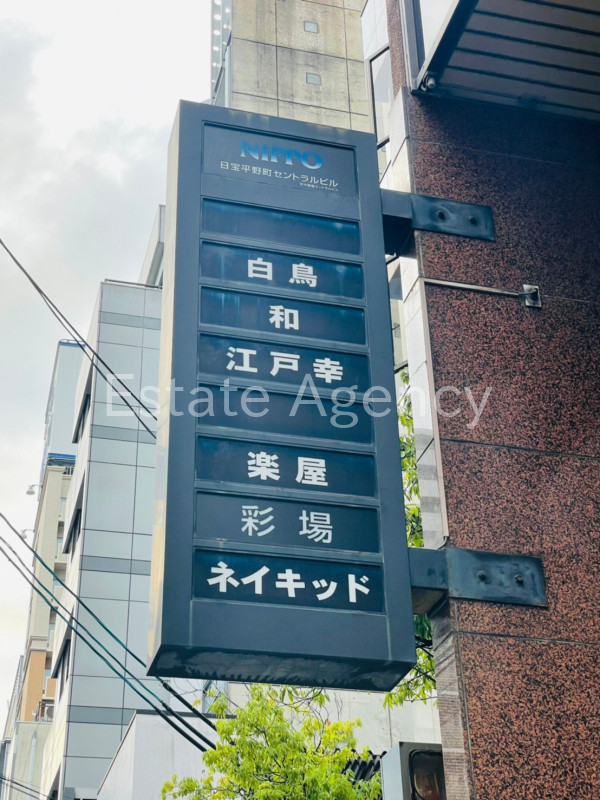 NIPPO
日宝平野町セントラルビル
白鳥
和
江戸幸
Estate Agency
楽屋
彩場
ネイキッド